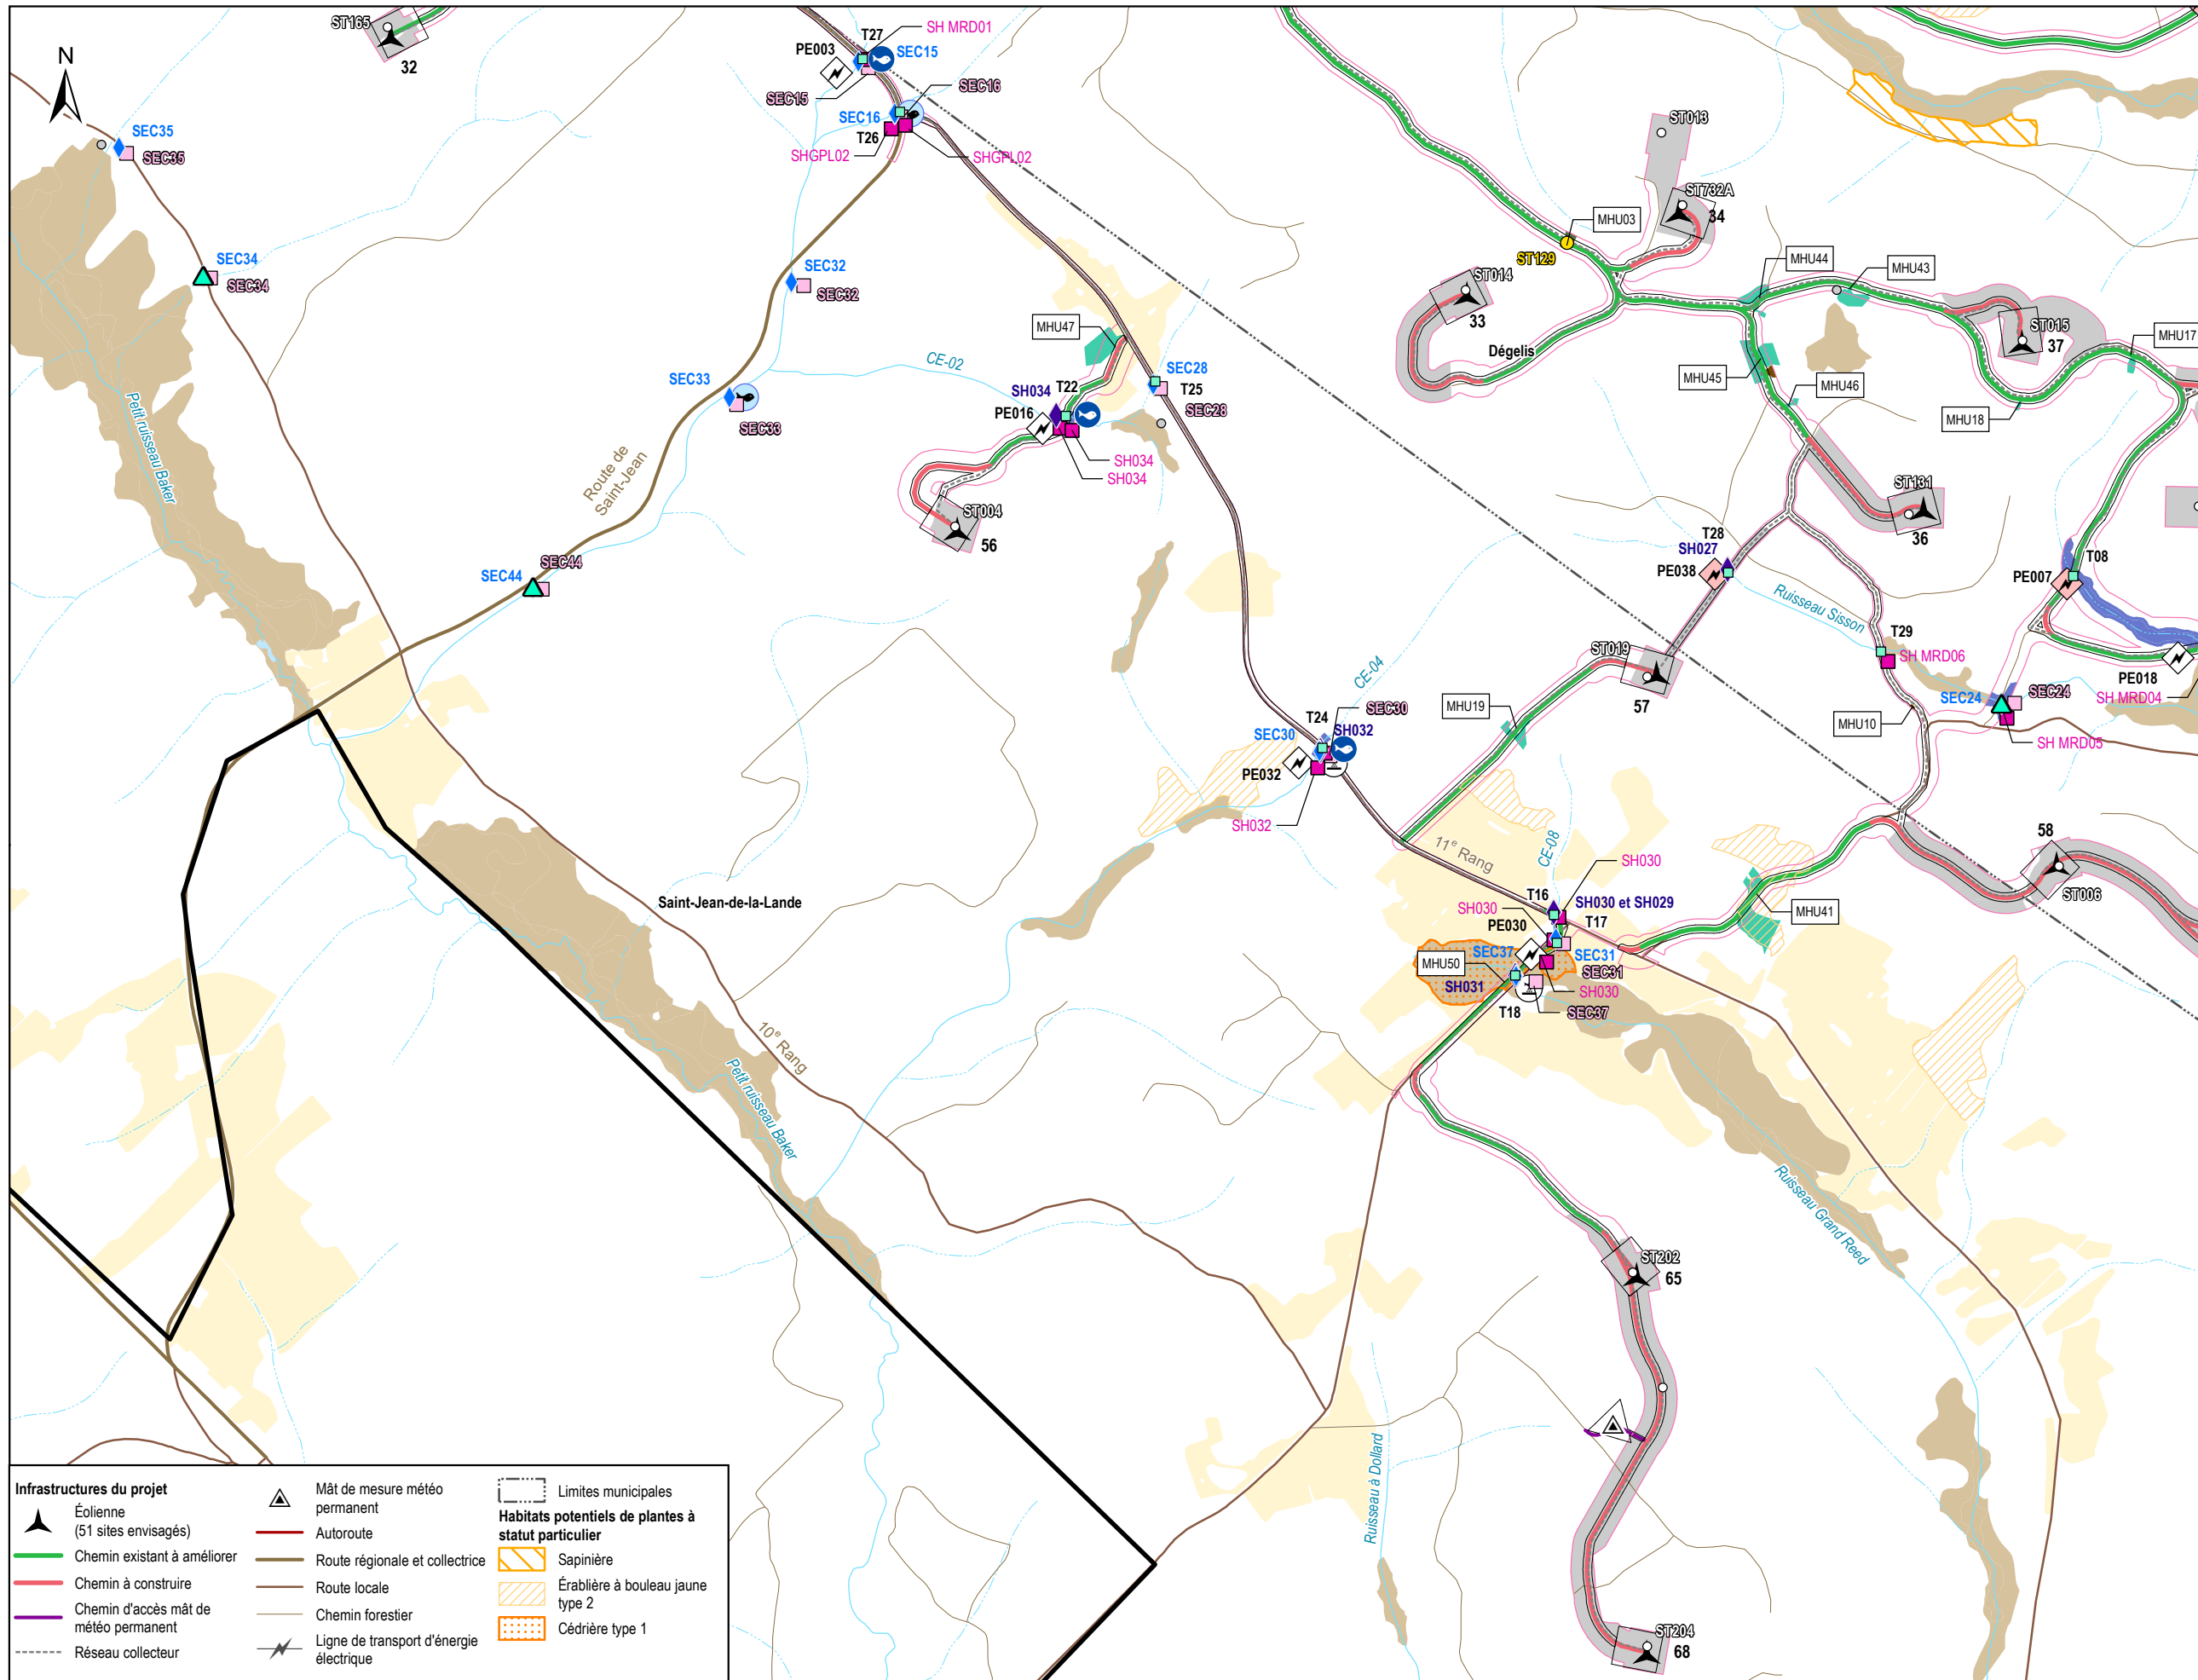 ST165
32
N
T27
SH MRD01
PE003
SEC15
SEC15
SEC16
SEC16
T26
SHGPL02
SHGPL02
SEC35
SEC35
SEC34
SEC34
SEC32
SEC32
SEC33
SEC33
SEC44
SEC44
Petit ruisseau Baker
Route de
Saint-Jean
CE-02
MHU47
SH034
T22
PE016
SH034
SH034
SEC28
T25
SEC28
ST004
56
ST013
ST732A
34
MHU03
ST129
ST014
33
Dégelis
MHU44
MHU43
ST015
37
MHU17
MHU45
MHU46
MHU18
ST131
36
T28
SH027
PE038
Ruisseau Sisson
T08
PE007
T29
SH MRD06
PE018
SH MRD04
SEC24
SEC24
SH MRD05
MHU10
ST019
57
MHU19
CE-04
T24
SEC30
SEC30
SH032
PE032
SH032
11e Rang
CE-08
SH030
T16
SH030 et SH029
SH030
T17
PE030
SEC37
SEC31
SEC31
MHU50
SH031
SH030
T18
SEC37
MHU41
58
ST006
Saint-Jean-de-la-Lande
10e Rang
Petit ruisseau Baker
Ruisseau Grand Reed
ST202
65
Ruisseau à Dollard
ST204
68
Infrastructures du projet
Éolienne
(51 sites envisagés)
Chemin existant à améliorer
Chemin à construire
Chemin d'accès mât de
météo permanent
Réseau collecteur
Mât de mesure météo
permanent
Autoroute
Route régionale et collectrice
Route locale
Chemin forestier
Ligne de transport d'énergie
électrique
Limites municipales
Habitats potentiels de plantes à
statut particulier
Sapinière
Érablière à bouleau jaune
type 2
Cédrière type 1